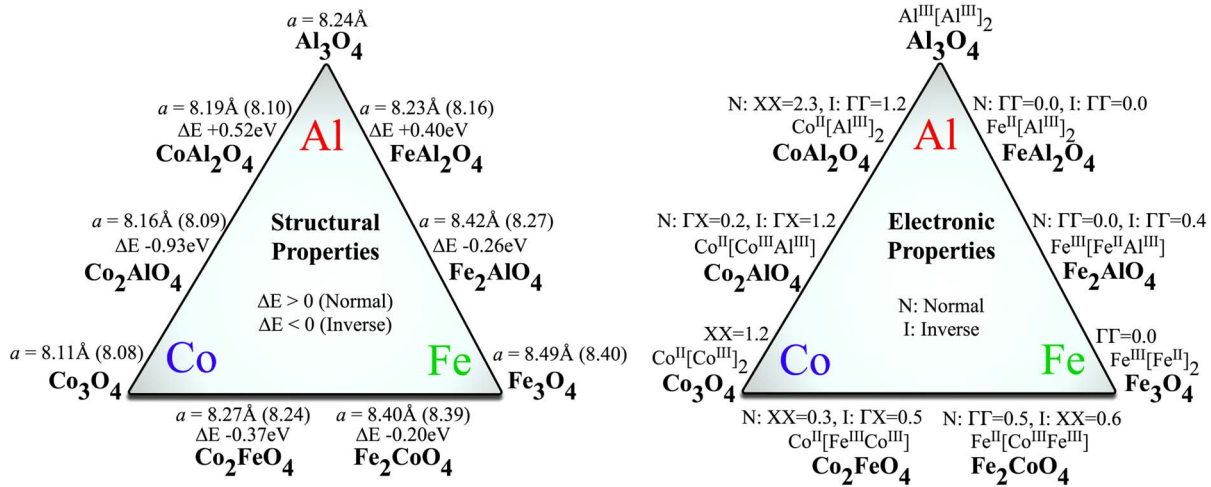 a = 8.24Å
Al₃O₄
a = 8.19Å (8.10)
ΔE +0.52eV
CoAl₂O₄
a = 8.23Å (8.16)
ΔE +0.40eV
FeAl₂O₄
Al
a = 8.16Å (8.09)
ΔE -0.93eV
Co₂AlO₄
Structural
Properties
a = 8.42Å (8.27)
ΔE -0.26eV
Fe₂AlO₄
ΔE > 0 (Normal)
ΔE < 0 (Inverse)
a = 8.11Å (8.08)
Co₃O₄
Co
Fe
a = 8.49Å (8.40)
Fe₃O₄
a = 8.27Å (8.24)
ΔE -0.37eV
Co₂FeO₄
a = 8.40Å (8.39)
ΔE -0.20eV
Fe₂CoO₄
Alᴵᴵᴵ[Alᴵᴵᴵ]₂
Al₃O₄
N: XX=2.3, I: ΓΓ=1.2
Coᴵᴵ[Alᴵᴵᴵ]₂
CoAl₂O₄
N: ΓΓ=0.0, I: ΓΓ=0.0
Feᴵᴵ[Alᴵᴵᴵ]₂
FeAl₂O₄
Al
N: ΓX=0.2, I: ΓX=1.2
Coᴵᴵ[CoᴵᴵᴵAlᴵᴵᴵ]
Co₂AlO₄
Electronic
Properties
N: ΓΓ=0.0, I: ΓΓ=0.4
Feᴵᴵᴵ[FeᴵᴵAlᴵᴵᴵ]
Fe₂AlO₄
N: Normal
I: Inverse
XX=1.2
Coᴵᴵ[Coᴵᴵᴵ]₂
Co₃O₄
Co
Fe
ΓΓ=0.0
Feᴵᴵᴵ[Feᴵᴵ]₂
Fe₃O₄
N: XX=0.3, I: ΓX=0.5
Coᴵᴵ[FeᴵᴵᴵCoᴵᴵᴵ]
Co₂FeO₄
N: ΓΓ=0.5, I: XX=0.6
Feᴵᴵ[CoᴵᴵᴵFeᴵᴵᴵ]
Fe₂CoO₄